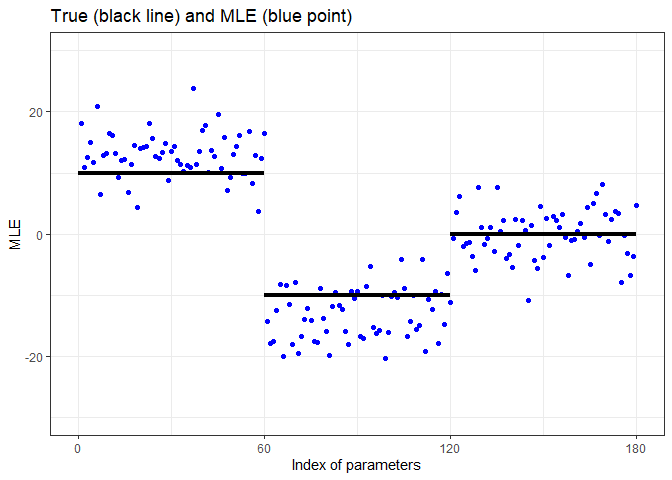 True (black line) and MLE (blue point)
20
0
-20
MLE
0 60 120 180
Index of parameters